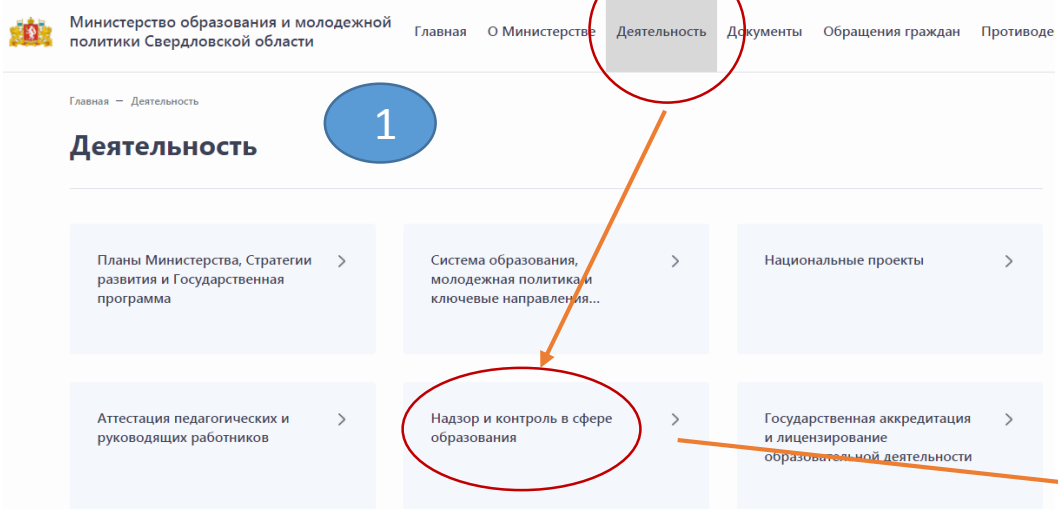 Министерство образования и молодежной
политики Свердловской области
Главная О Министерстве Деятельность Документы Обращения граждан Противоде
Главная — Деятельность
1
Деятельность
Планы Министерства, Стратегии
развития и Государственная
программа
Система образования,
молодежная политика и
ключевые направления...
Национальные проекты
Аттестация педагогических и
руководящих работников
Надзор и контроль в сфере
образования
Государственная аккредитация
и лицензирование
образовательной деятельности